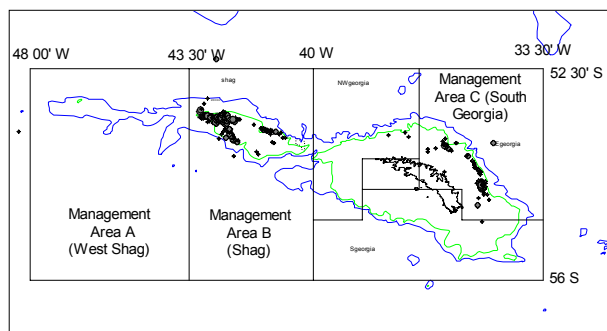 48 00' W
43 30' W
40 W
33 30' W
52 30' S
shag
NWgeorgia
Management
Area C (South
Georgia)
Egeorgia
Management
Area A
(West Shag)
Management
Area B
(Shag)
Sgeorgia
56 S